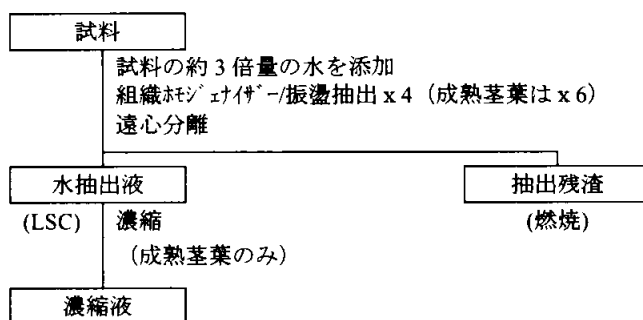 試料
試料の約3倍量の水を添加
組織ﾎﾓｼﾞｪﾅｲｻﾞｰ/振盪抽出 x 4（成熟茎葉は x 6）
遠心分離
水抽出液
抽出残渣
(LSC)
濃縮
(燃焼)
（成熟茎葉のみ）
濃縮液